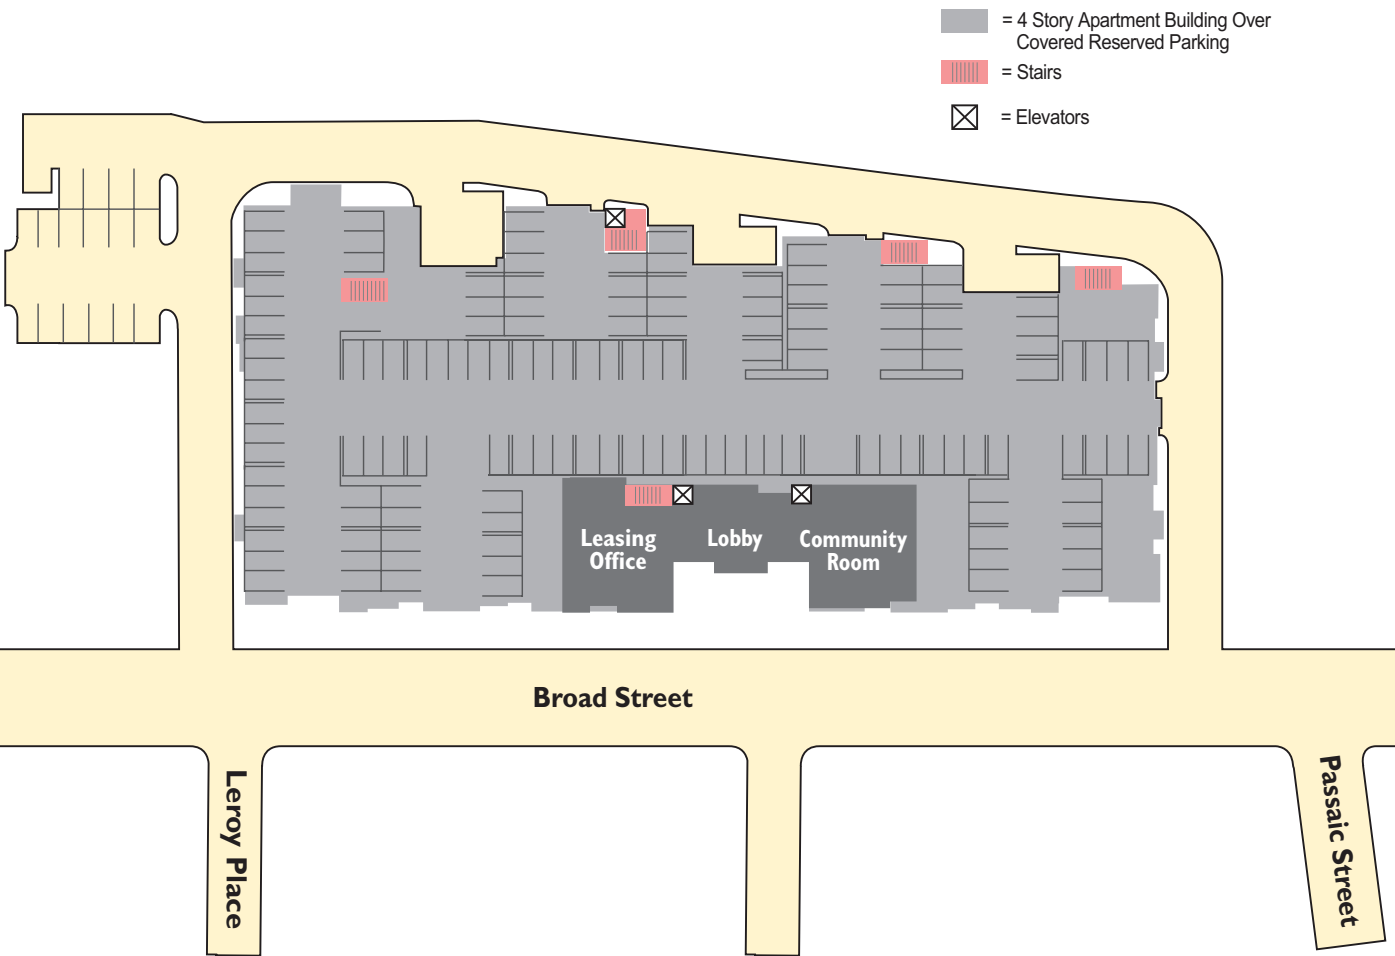 = 4 Story Apartment Building Over
Covered Reserved Parking
= Stairs
= Elevators
Leasing
Office
Lobby
Community
Room
Broad Street
Leroy Place
Passaic Street